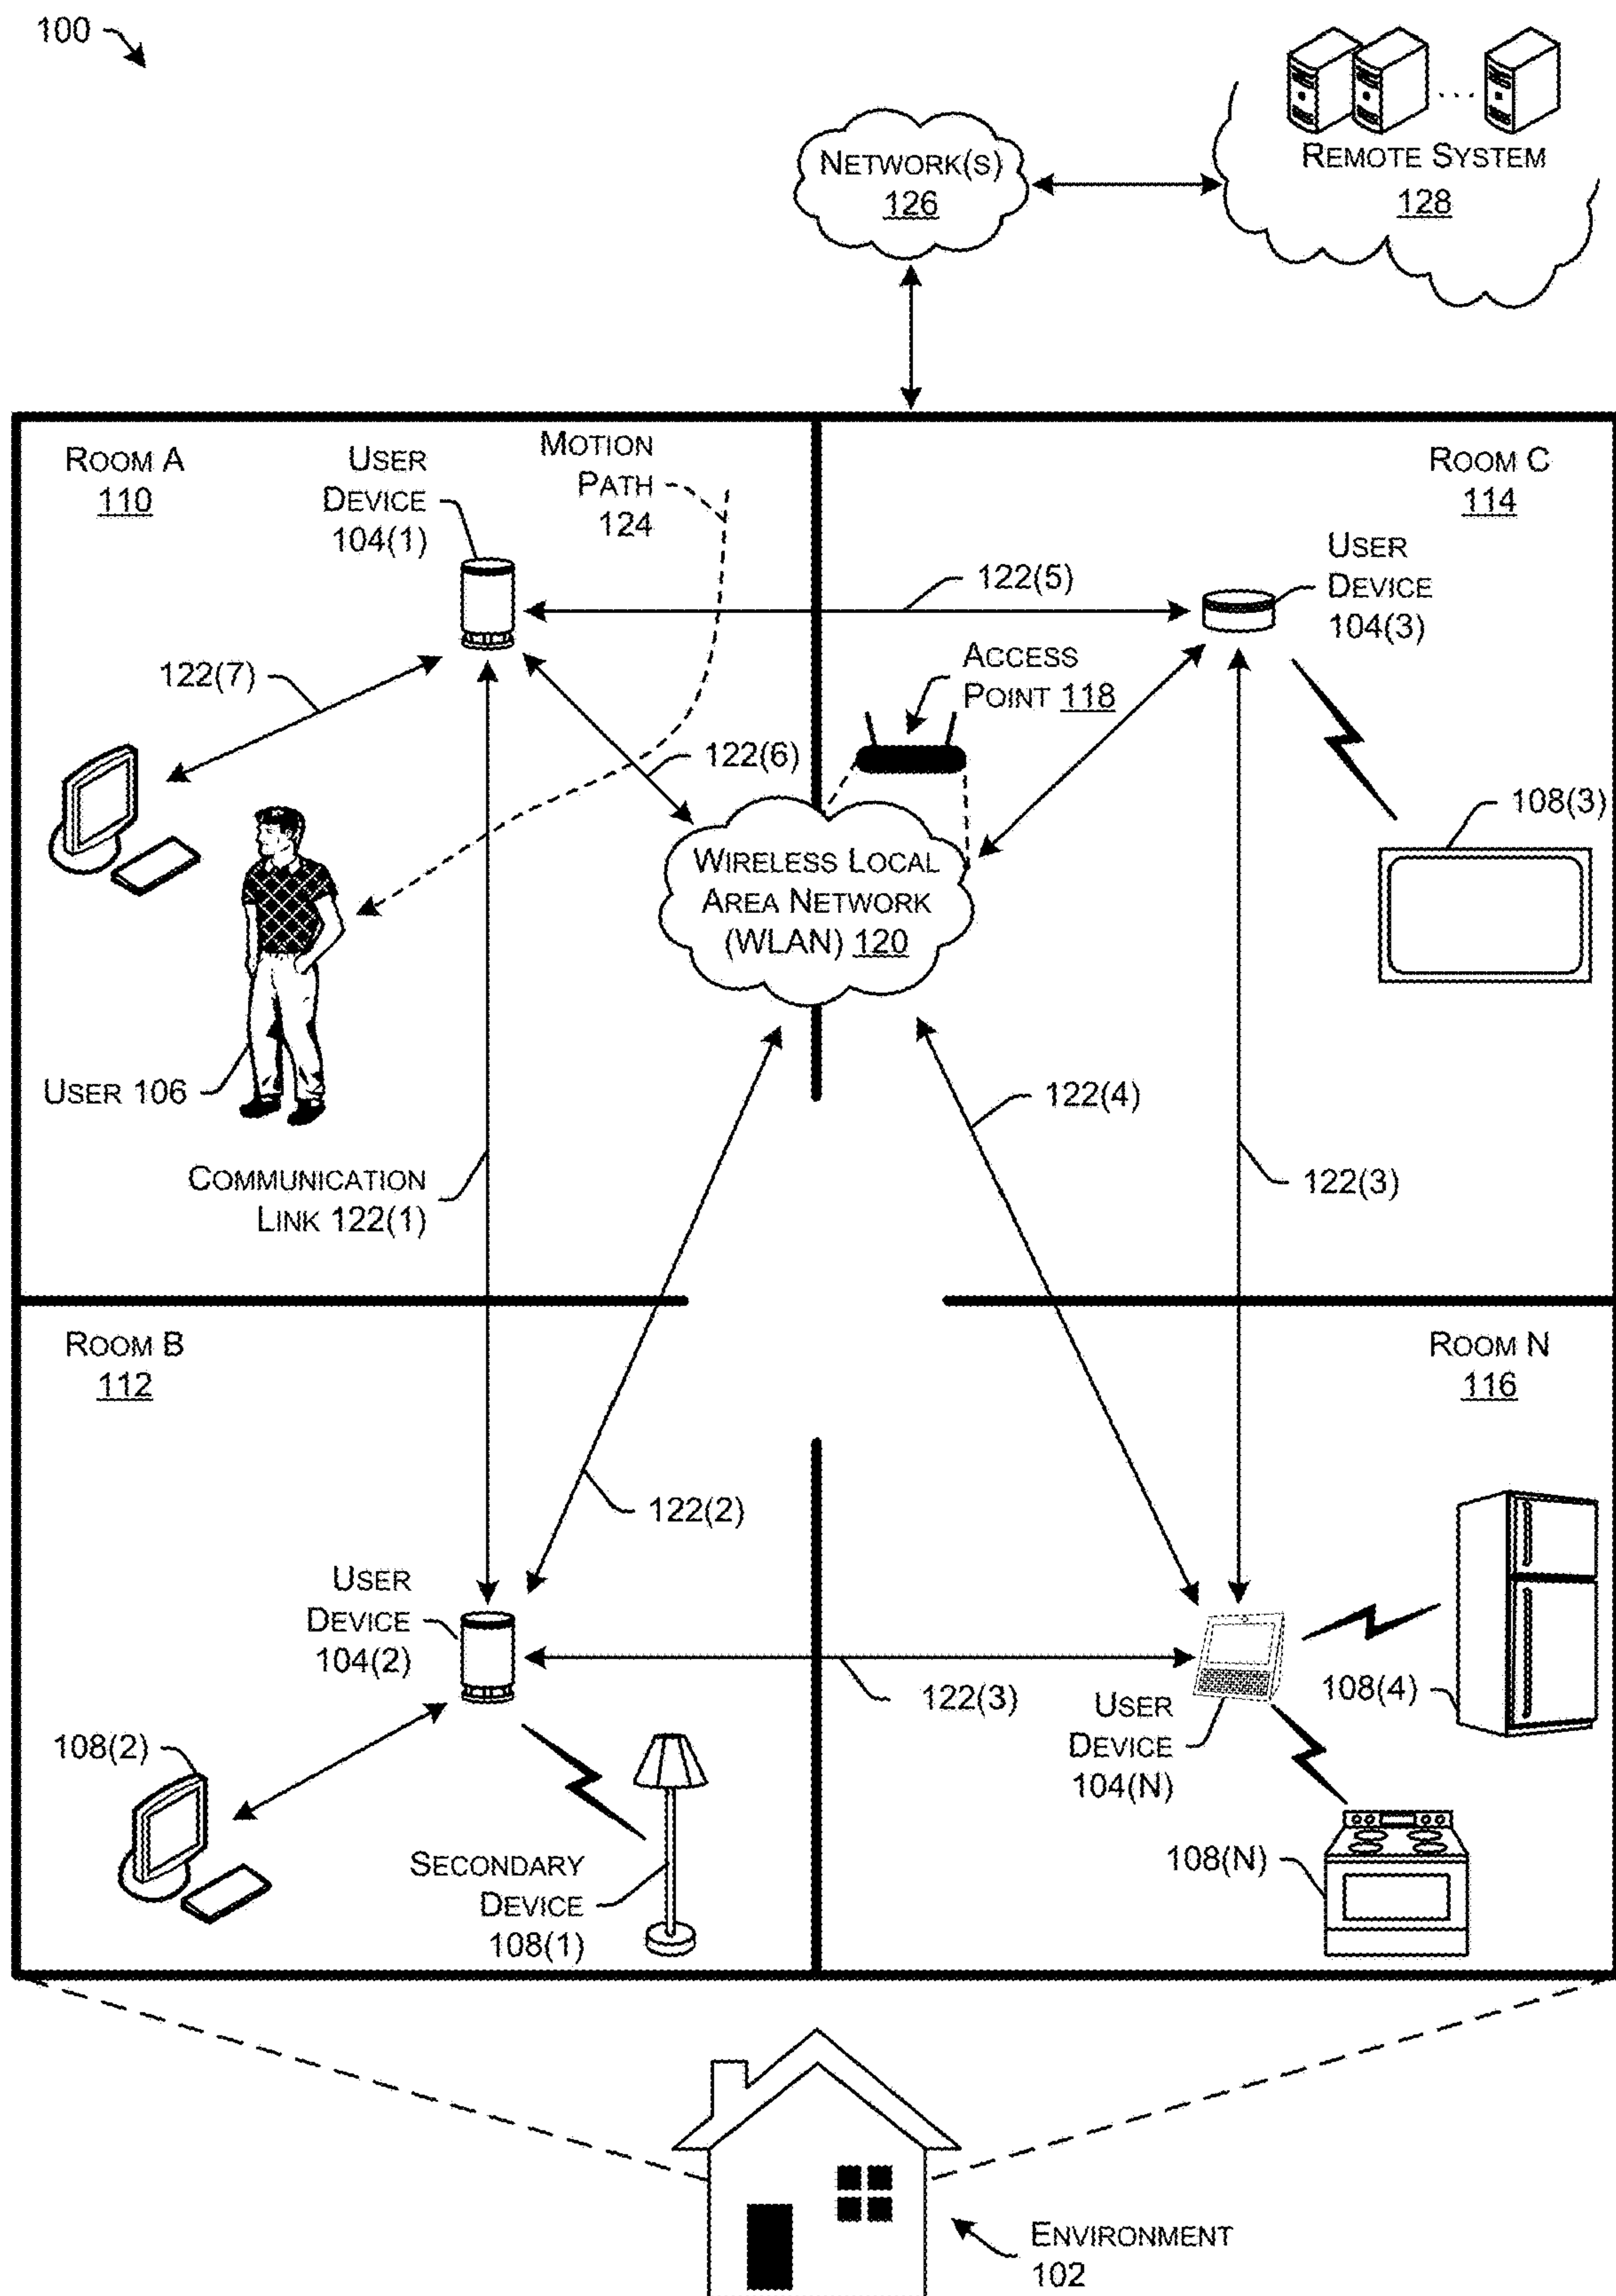 100
NETWORK(S)
126
REMOTE SYSTEM
128
ROOM A
110
USER
DEVICE
104(1)
MOTION
PATH
124
ROOM C
114
USER
DEVICE
104(3)
122(5)
ACCESS
POINT 118
122(7)
122(6)
108(3)
WIRELESS LOCAL
AREA NETWORK
(WLAN) 120
USER 106
122(4)
COMMUNICATION
LINK 122(1)
122(3)
ROOM B
112
ROOM N
116
122(2)
USER
DEVICE
104(2)
122(3)
USER
DEVICE
104(N)
108(4)
108(2)
SECONDARY
DEVICE
108(1)
108(N)
ENVIRONMENT
102